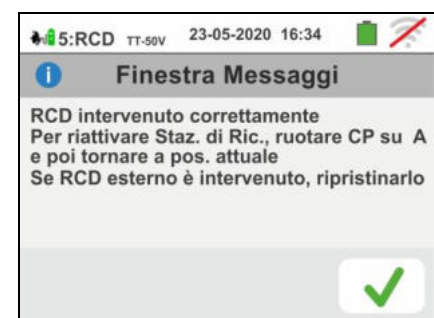 5:RCD TT-50V 23-05-2020 16:34
Finestra Messaggi
RCD intervenuto correttamente
Per riattivare Staz. di Ric., ruotare CP su A
e poi tornare a pos. attuale
Se RCD esterno è intervenuto, ripristinarlo